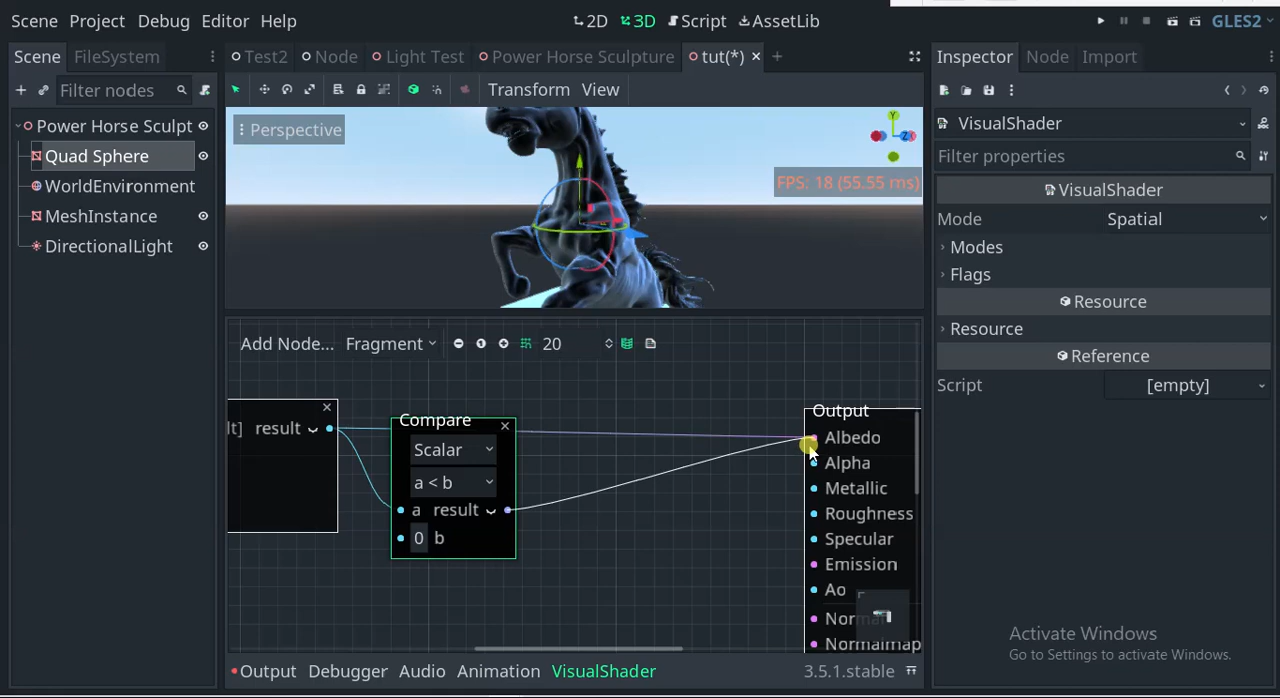 Scene Project Debug Editor Help 2D 3D Script AssetLib GLES2
Scene FileSystem Test2 Node Light Test Power Horse Sculpture tut(*) Inspector Node Import
Filter nodes Transform View
Power Horse Sculpt
Quad Sphere
WorldEnvironment
MeshInstance
DirectionalLight
Perspective
Y
Z
FPS: 18 (55.55 ms)
Add Node... Fragment 20
lt] result
Compare
Scalar
a < b
a result
0 b
Output
Albedo
Alpha
Metallic
Roughness
Specular
Emission
Ao
Normal
Normalmap
Output Debugger Audio Animation VisualShader 3.5.1.stable
VisualShader
Filter properties
VisualShader
Mode Spatial
Modes
Flags
Resource
Resource
Reference
Script [empty]
Activate Windows
Go to Settings to activate Windows.